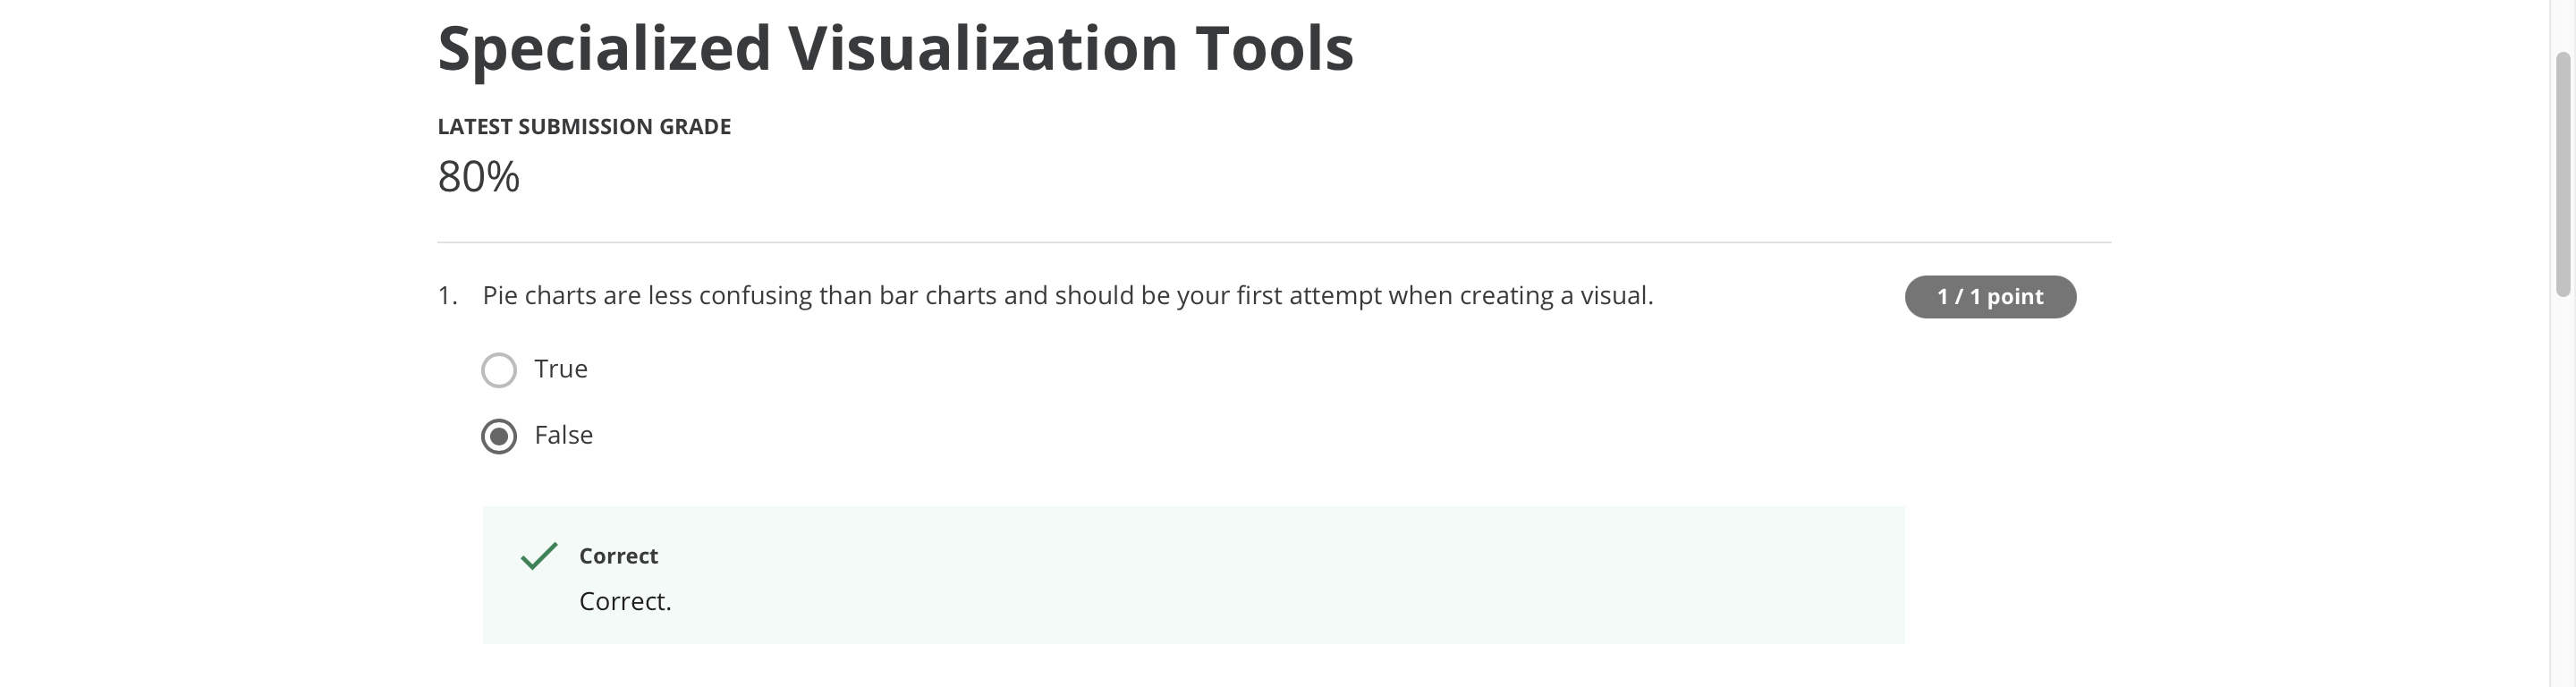 Specialized Visualization Tools
LATEST SUBMISSION GRADE
80%
1. Pie charts are less confusing than bar charts and should be your first attempt when creating a visual.
1 / 1 point
True
False
Correct
Correct.